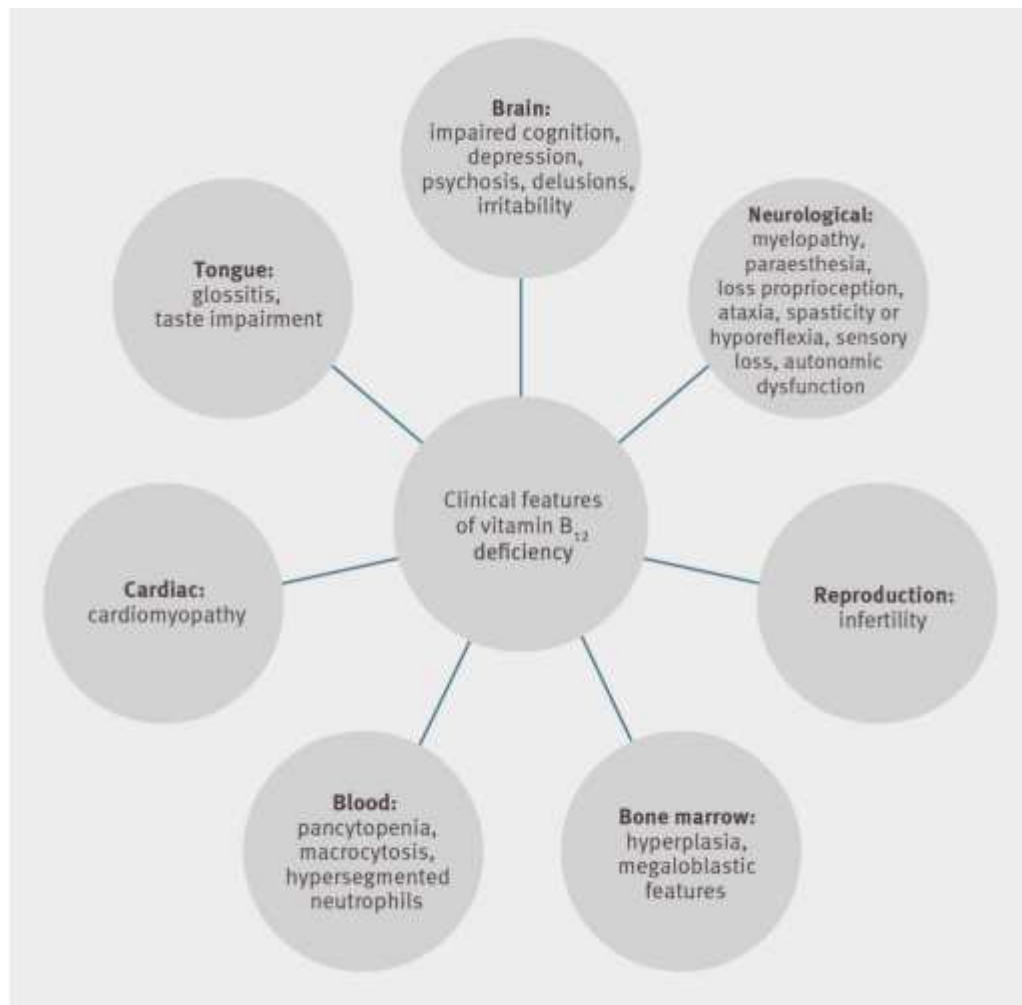 Brain:
impaired cognition,
depression,
psychosis, delusions,
irritability
Neurological:
myelopathy,
paraesthesia,
loss proprioception,
ataxia, spasticity or
hyporeflexia, sensory
loss, autonomic
dysfunction
Tongue:
glossitis,
taste impairment
Clinical features
of vitamin B₁₂
deficiency
Cardiac:
cardiomyopathy
Reproduction:
infertility
Blood:
pancytopenia,
macrocytosis,
hypersegmented
neutrophils
Bone marrow:
hyperplasia,
megaloblastic
features